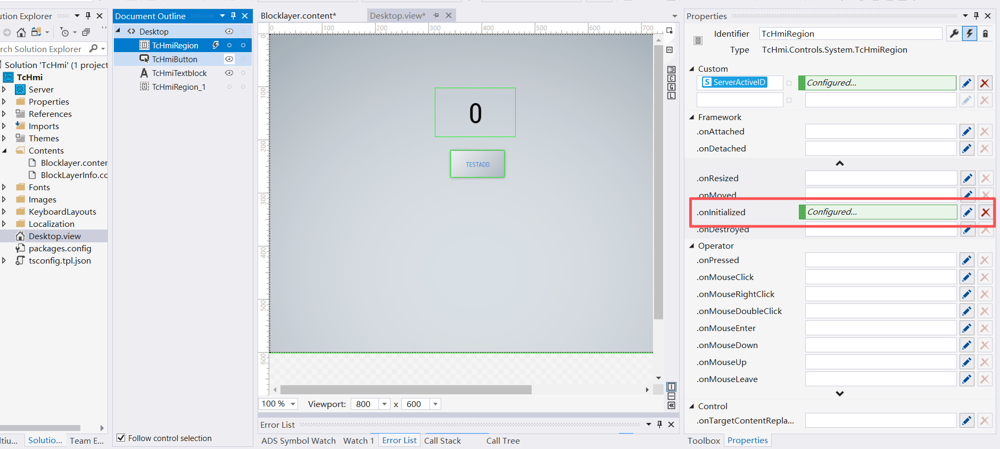 ution Explorer
rch Solution Explorer
Solution 'TcHmi' (1 project
TcHmi
Server
Properties
References
Imports
Themes
Contents
Blocklayer.conter
BlockLayerInfo.cc
Fonts
Images
KeyboardLayouts
Localization
Desktop.view
packages.config
tsconfig.tpl.json
ltiu...
Solutio...
Team E...
Document Outline
Desktop
TcHmiRegion
TcHmiButton
TcHmiTextblock
TcHmiRegion_1
Follow control selection
Blocklayer.content*
Desktop.view*
0
100
200
300
400
500
600
700
0
100
200
300
400
500
600
0
TESTADD
C
G
L
100 %
Viewport:
800
x
600
Error List
ADS Symbol Watch
Watch 1
Error List
Call Stack
Call Tree
Properties
Identifier
TcHmiRegion
Type
TcHmi.Controls.System.TcHmiRegion
Custom
S ServerActiveID
Configured...
Framework
.onAttached
.onDetached
.onResized
.onMoved
.onInitialized
Configured...
.onDestroyed
Operator
.onPressed
.onMouseClick
.onMouseRightClick
.onMouseDoubleClick
.onMouseEnter
.onMouseDown
.onMouseUp
.onMouseLeave
Control
.onTargetContentRepla...
Toolbox
Properties